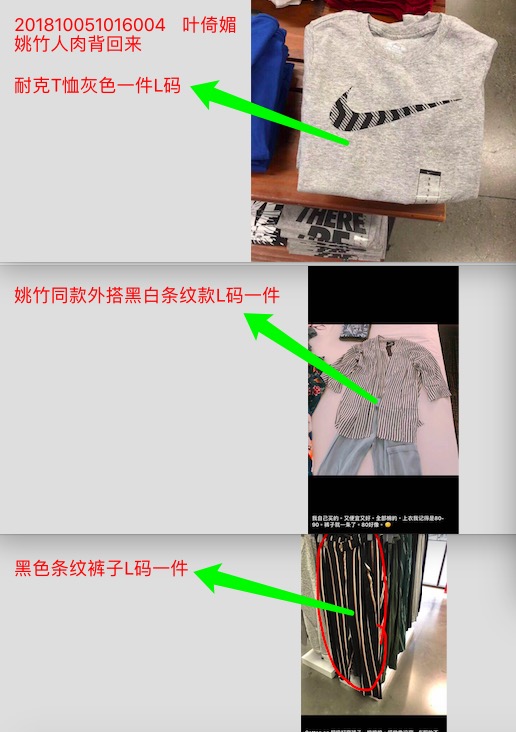 201810051016004 叶倚媚
姚竹人肉背回来
耐克T恤灰色一件L码
THERE
姚竹同款外搭黑白条纹款L码一件
我自己买的。又便宜又好。全部棉的。上衣我记得是80-
90。裤子就一条了。80好像。
黑色条纹裤子L码一件